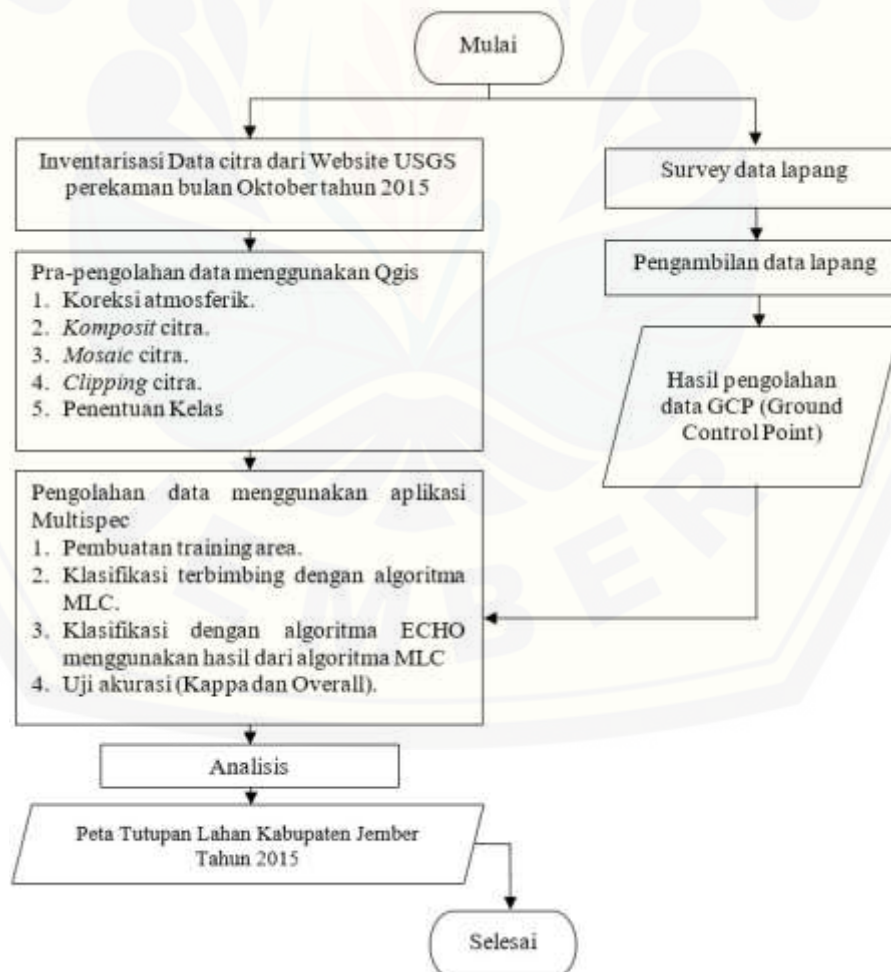 Mulai
Inventarisasi Data citra dari Website USGS
perekaman bulan Oktober tahun 2015
Survey data lapang
Pengambilan data lapang
Pra-pengolahan data menggunakan Qgis
1. Koreksi atmosferik.
2. Komposit citra.
3. Mosaic citra.
4. Clipping citra.
5. Penentuan Kelas
Hasil pengolahan
data GCP (Ground
Control Point)
Pengolahan data menggunakan aplikasi
Multispec
1. Pembuatan training area.
2. Klasifikasi terbimbing dengan algoritma
MLC.
3. Klasifikasi dengan algoritma ECHO
menggunakan hasil dari algoritma MLC
4. Uji akurasi (Kappa dan Overall).
Analisis
Peta Tutupan Lahan Kabupaten Jember
Tahun 2015
Selesai